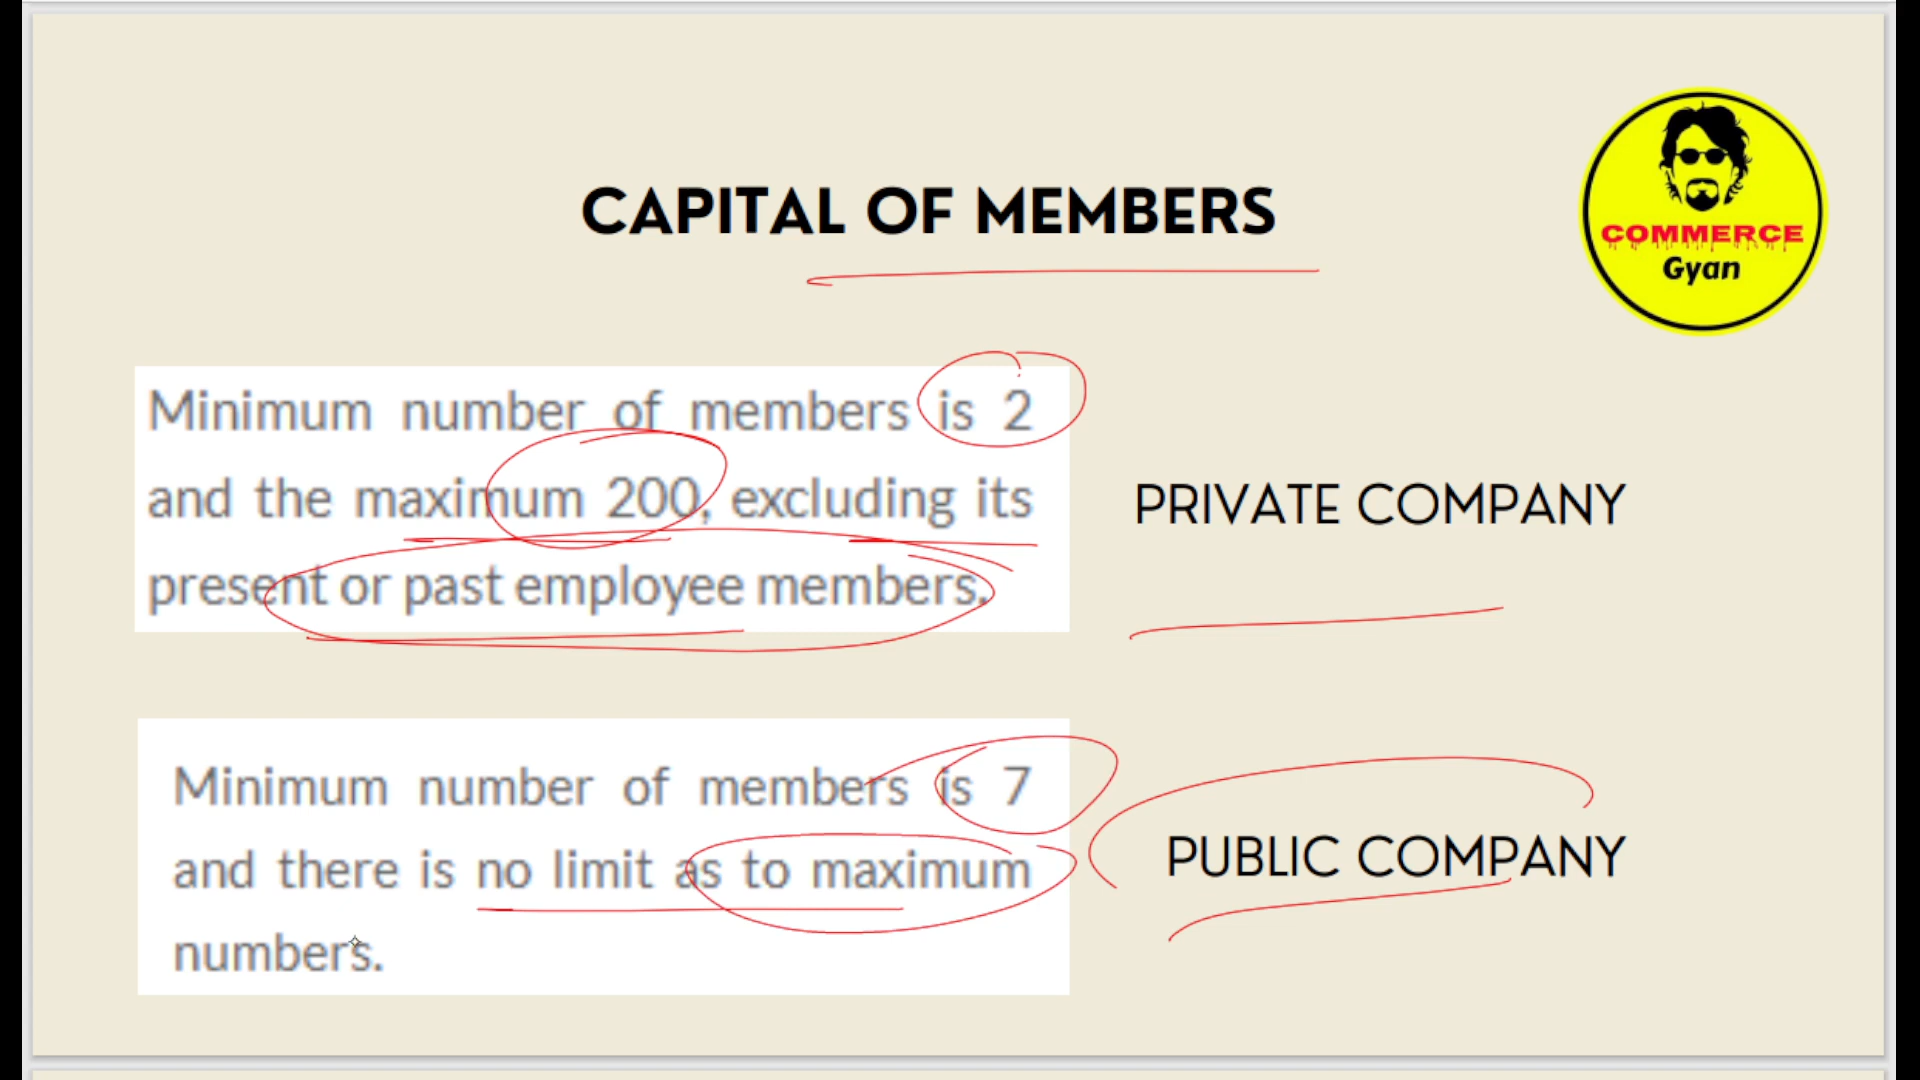 CAPITAL OF MEMBERS
COMMERCE
Gyan
Minimum number of members is 2
and the maximum 200, excluding its
present or past employee members.
PRIVATE COMPANY
Minimum number of members is 7
and there is no limit as to maximum
numbers.
PUBLIC COMPANY